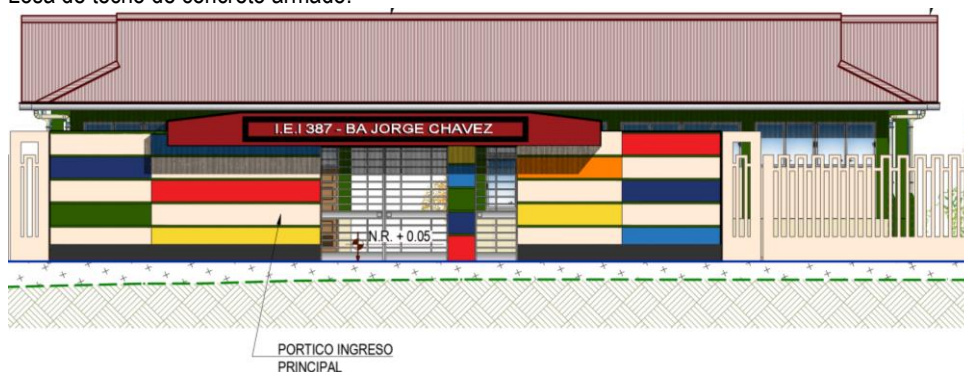 Losa de techo de concreto armado.
I.E.I 387 - BA JORGE CHAVEZ
N.R. + 0.05
PORTICO INGRESO
PRINCIPAL